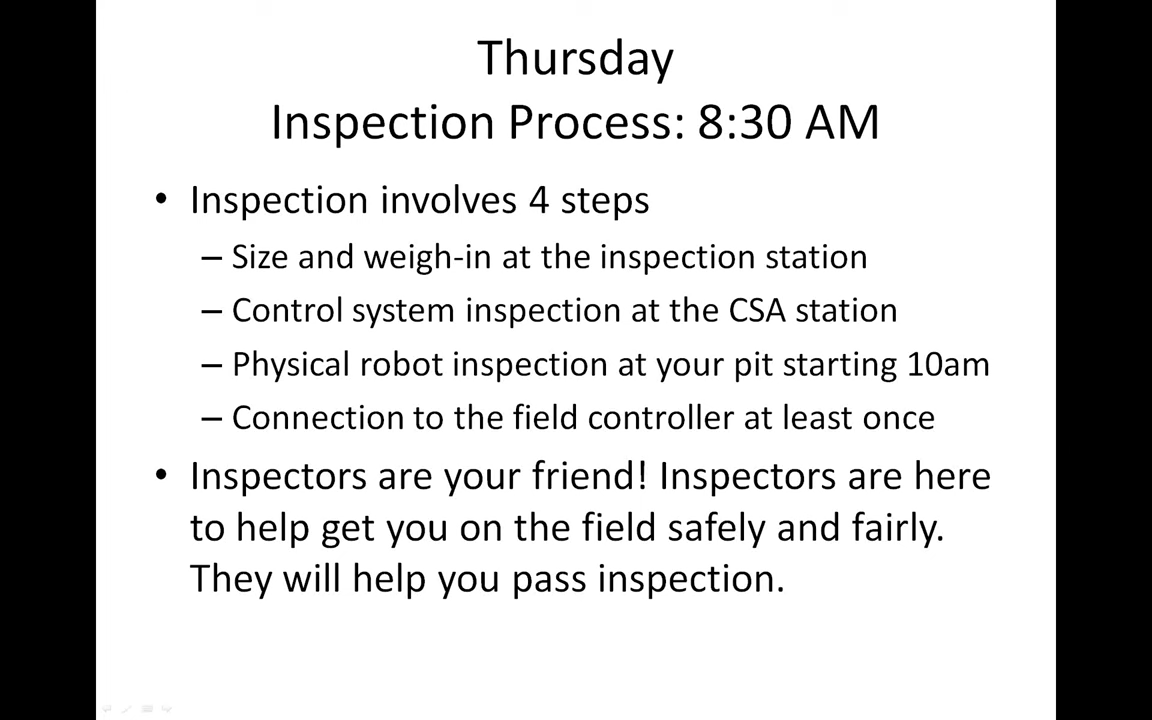 Thursday
Inspection Process: 8:30 AM
• Inspection involves 4 steps
– Size and weigh-in at the inspection station
– Control system inspection at the CSA station
– Physical robot inspection at your pit starting 10am
– Connection to the field controller at least once
• Inspectors are your friend! Inspectors are here
to help get you on the field safely and fairly.
They will help you pass inspection.